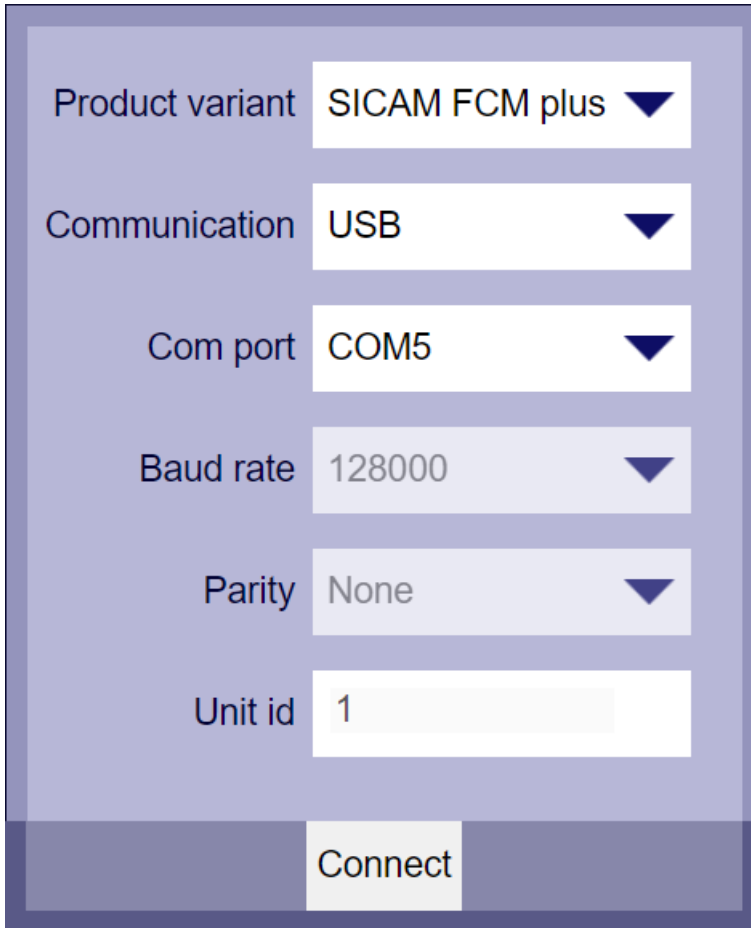 Product variant SICAM FCM plus
Communication USB
Com port COM5
Baud rate 128000
Parity None
Unit id 1
Connect